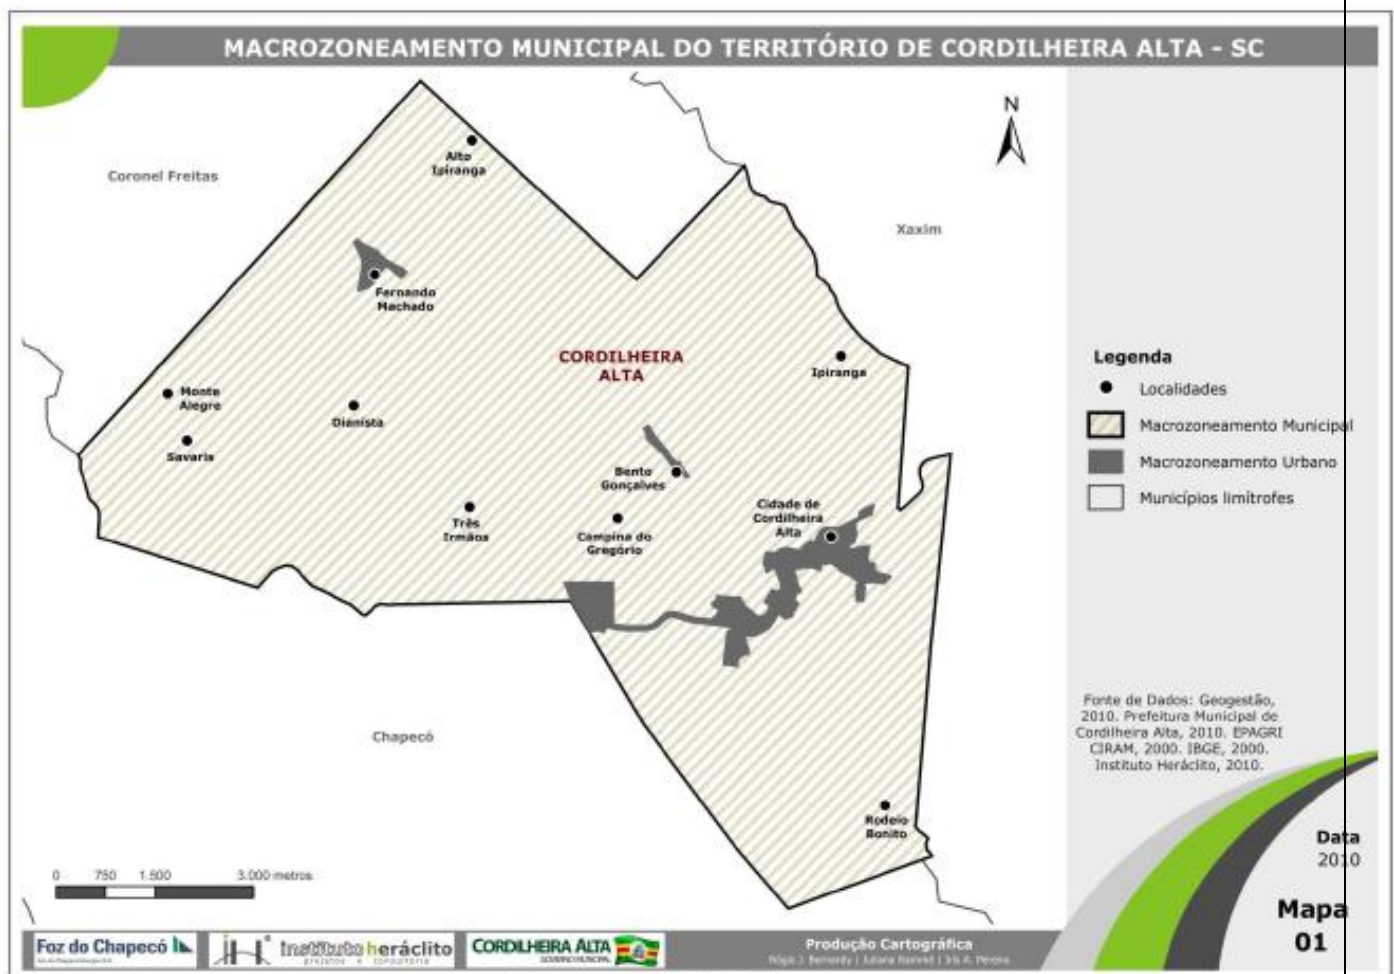 MACROZONEAMENTO MUNICIPAL DO TERRITÓRIO DE CORDILHEIRA ALTA - SC
N
Alto
Ipiranga
Coronel Freitas
Xaxim
Fernando
Machado
CORDILHEIRA
ALTA
Ipiranga
Monte
Alegre
Dianista
Savaris
Bento
Gonçalves
Cidade de
Cordilheira
Alta
Três
Irmãos
Campina do
Gregório
Chapecó
Rodeio
Bonito
0 750 1.500 3.000 metros
Legenda
Localidades
Macrozoneamento Municipal
Macrozoneamento Urbano
Municípios limítrofes
Fonte de Dados: Geogestão,
2010. Prefeitura Municipal de
Cordilheira Alta, 2010. EPAGRI
CIRAM, 2000. IBGE, 2000.
Instituto Heráclito, 2010.
Data
2010
Mapa
01
Foz do Chapecó
instituto heráclito
projetos e consultoria
CORDILHEIRA ALTA
GOVERNO MUNICIPAL
Produção Cartográfica